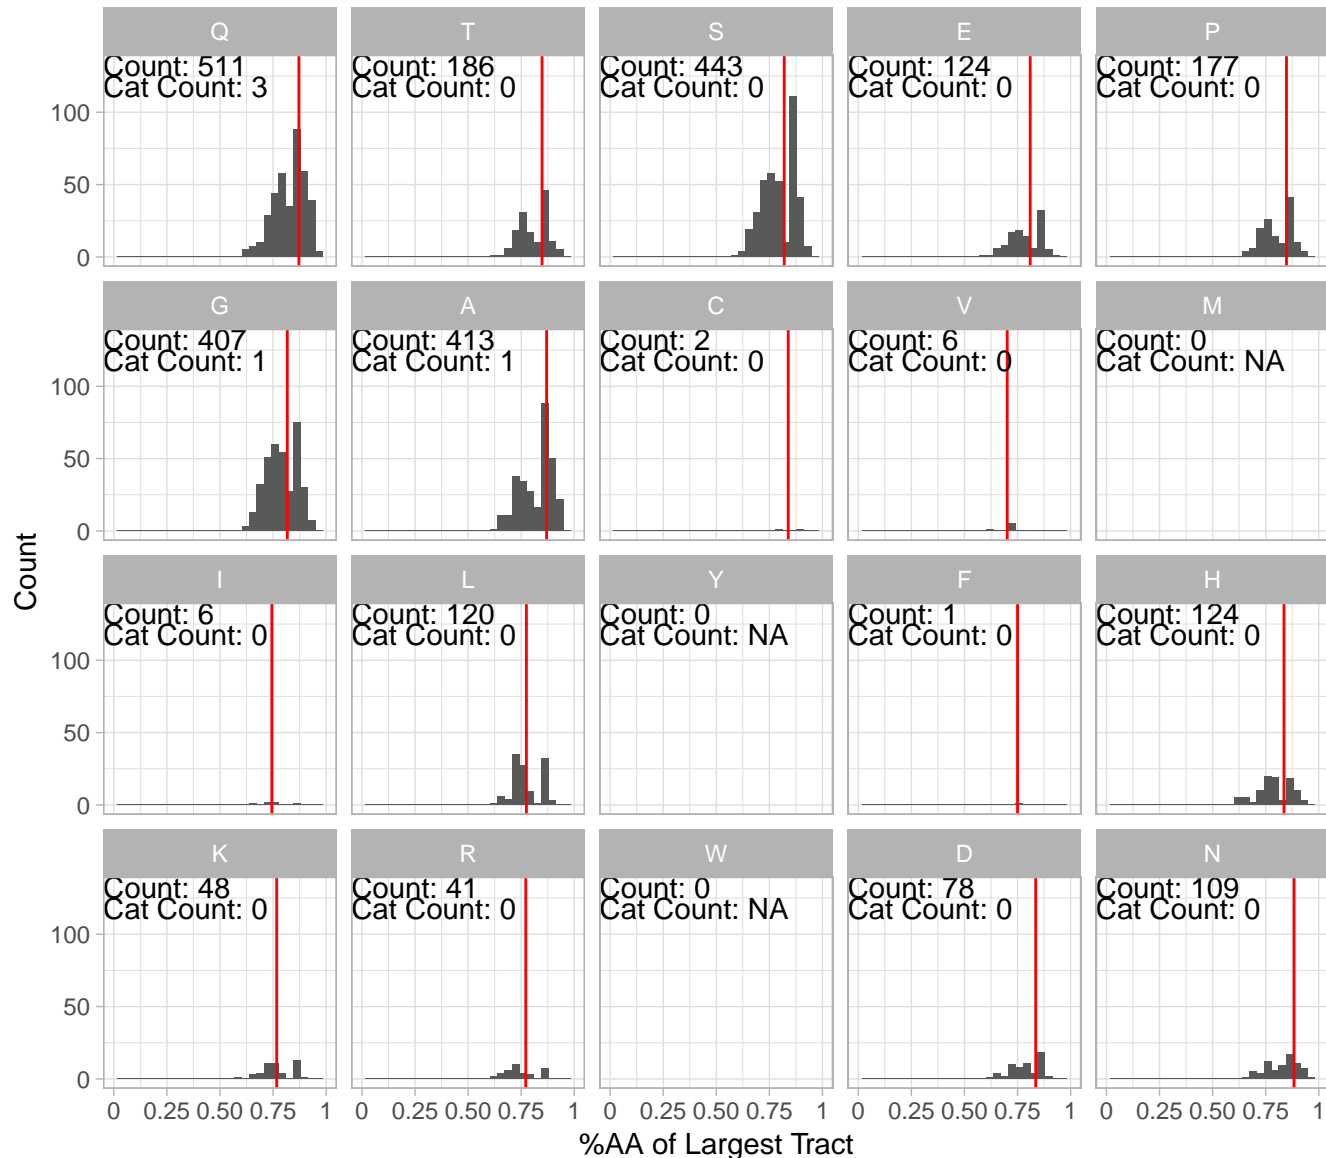 Q T S E P
Count: 511 Count: 186 Count: 443 Count: 124 Count: 177
Cat Count: 3 Cat Count: 0 Cat Count: 0 Cat Count: 0 Cat Count: 0
100
50
0
G A C V M
Count: 407 Count: 413 Count: 2 Count: 6 Count: 0
Cat Count: 1 Cat Count: 1 Cat Count: 0 Cat Count: 0 Cat Count: NA
100
50
0
Count
I L Y F H
Count: 6 Count: 120 Count: 0 Count: 1 Count: 124
Cat Count: 0 Cat Count: 0 Cat Count: NA Cat Count: 0 Cat Count: 0
100
50
0
K R W D N
Count: 48 Count: 41 Count: 0 Count: 78 Count: 109
Cat Count: 0 Cat Count: 0 Cat Count: NA Cat Count: 0 Cat Count: 0
100
50
0
0 0.25 0.50 0.75 1 0 0.25 0.50 0.75 1 0 0.25 0.50 0.75 1 0 0.25 0.50 0.75 1 0 0.25 0.50 0.75 1
%AA of Largest Tract